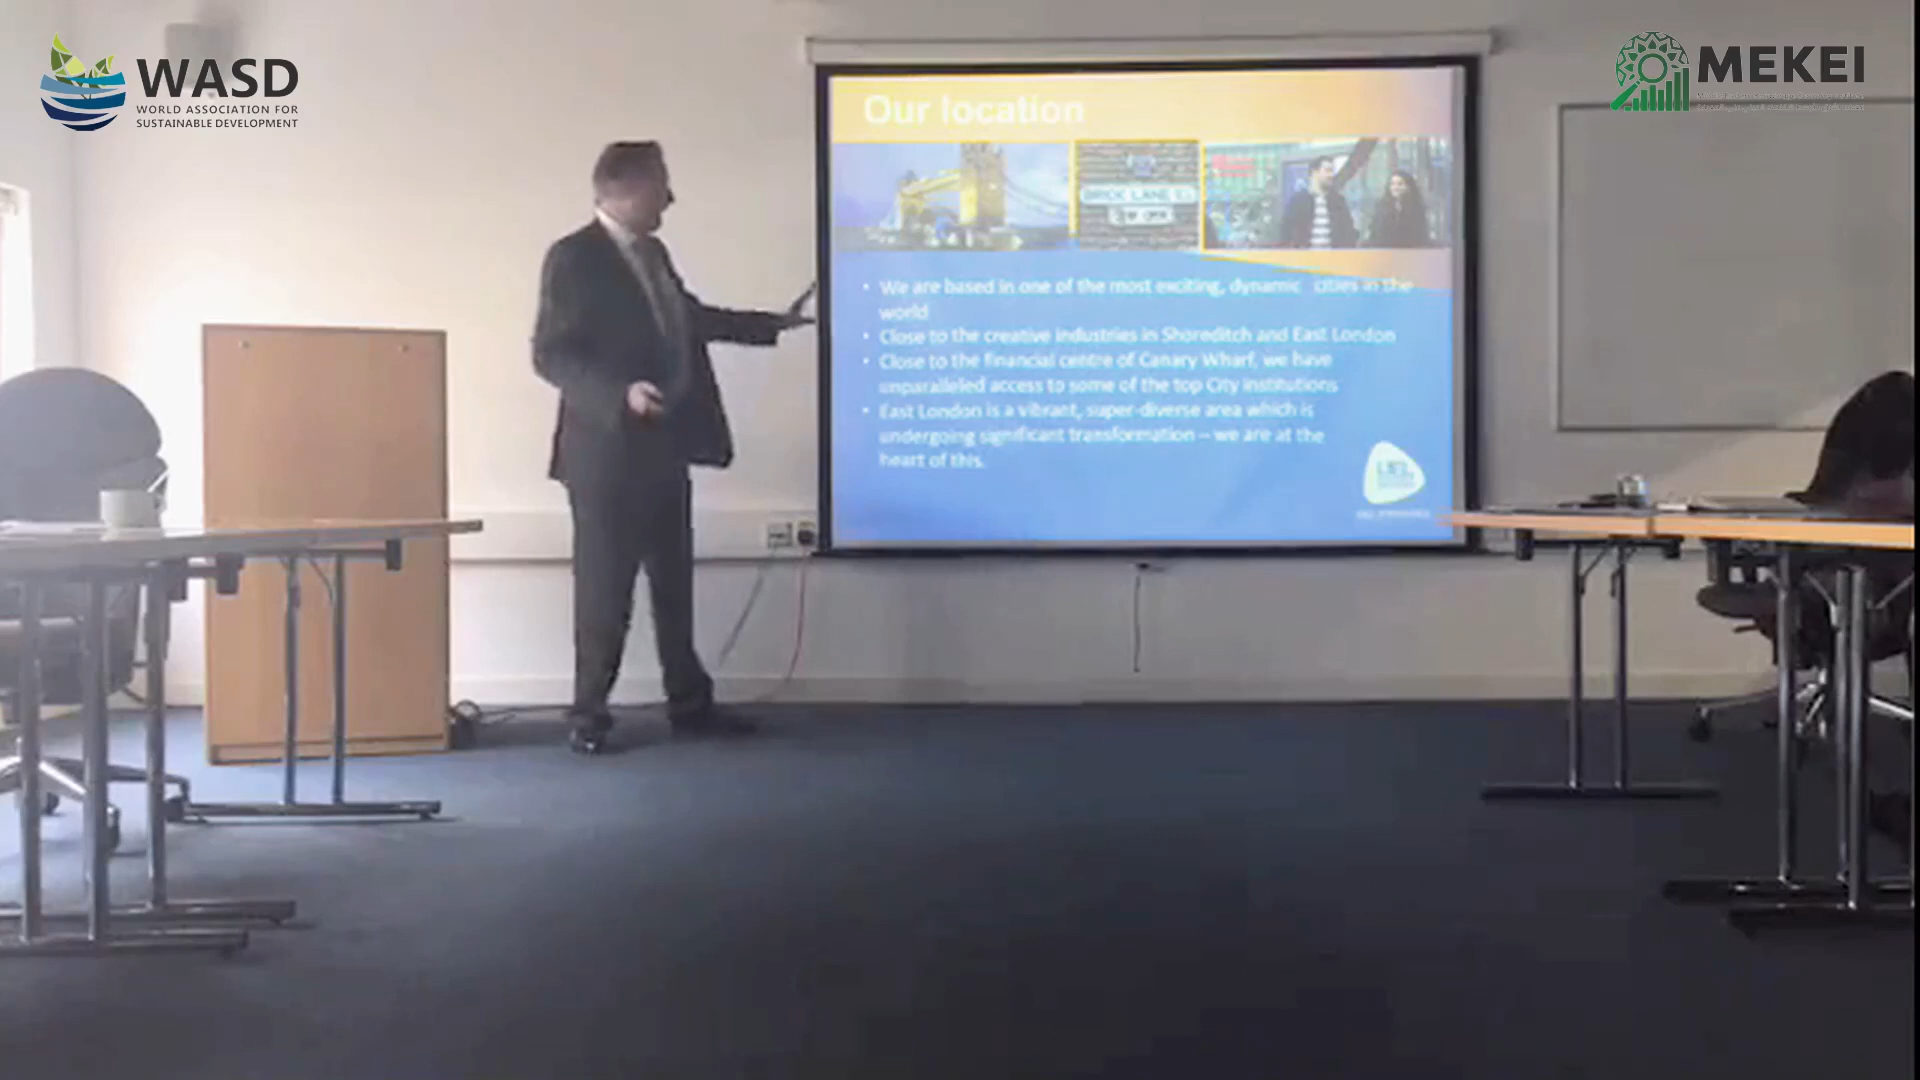 WASD
WORLD ASSOCIATION FOR
SUSTAINABLE DEVELOPMENT
MEKEI
Our location
BRICK LANE E1
• We are based in one of the most exciting, dynamic cities in the
world
• Close to the creative industries in Shoreditch and East London
• Close to the financial centre of Canary Wharf, we have
unparalleled access to some of the top City institutions
• East London is a vibrant, super-diverse area which is
undergoing significant transformation – we are at the
heart of this.
UEL